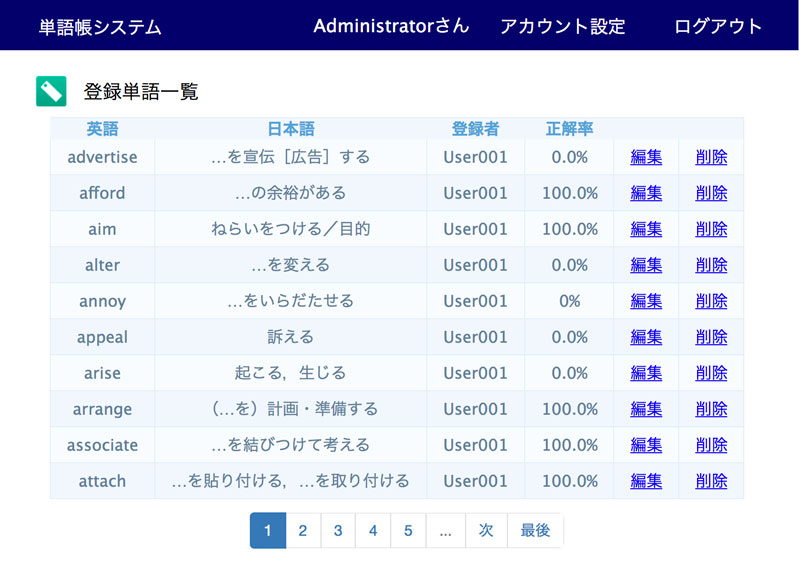 単語帳システム Administratorさん アカウント設定 ログアウト
登録単語一覧
英語 日本語 登録者 正解率
advertise …を宣伝［広告］する User001 0.0% 編集 削除
afford …の余裕がある User001 100.0% 編集 削除
aim ねらいをつける／目的 User001 100.0% 編集 削除
alter …を変える User001 0.0% 編集 削除
annoy …をいらだたせる User001 0% 編集 削除
appeal 訴える User001 0.0% 編集 削除
arise 起こる，生じる User001 0.0% 編集 削除
arrange （…を）計画・準備する User001 100.0% 編集 削除
associate …を結びつけて考える User001 100.0% 編集 削除
attach …を貼り付ける，…を取り付ける User001 100.0% 編集 削除
1 2 3 4 5 ... 次 最後